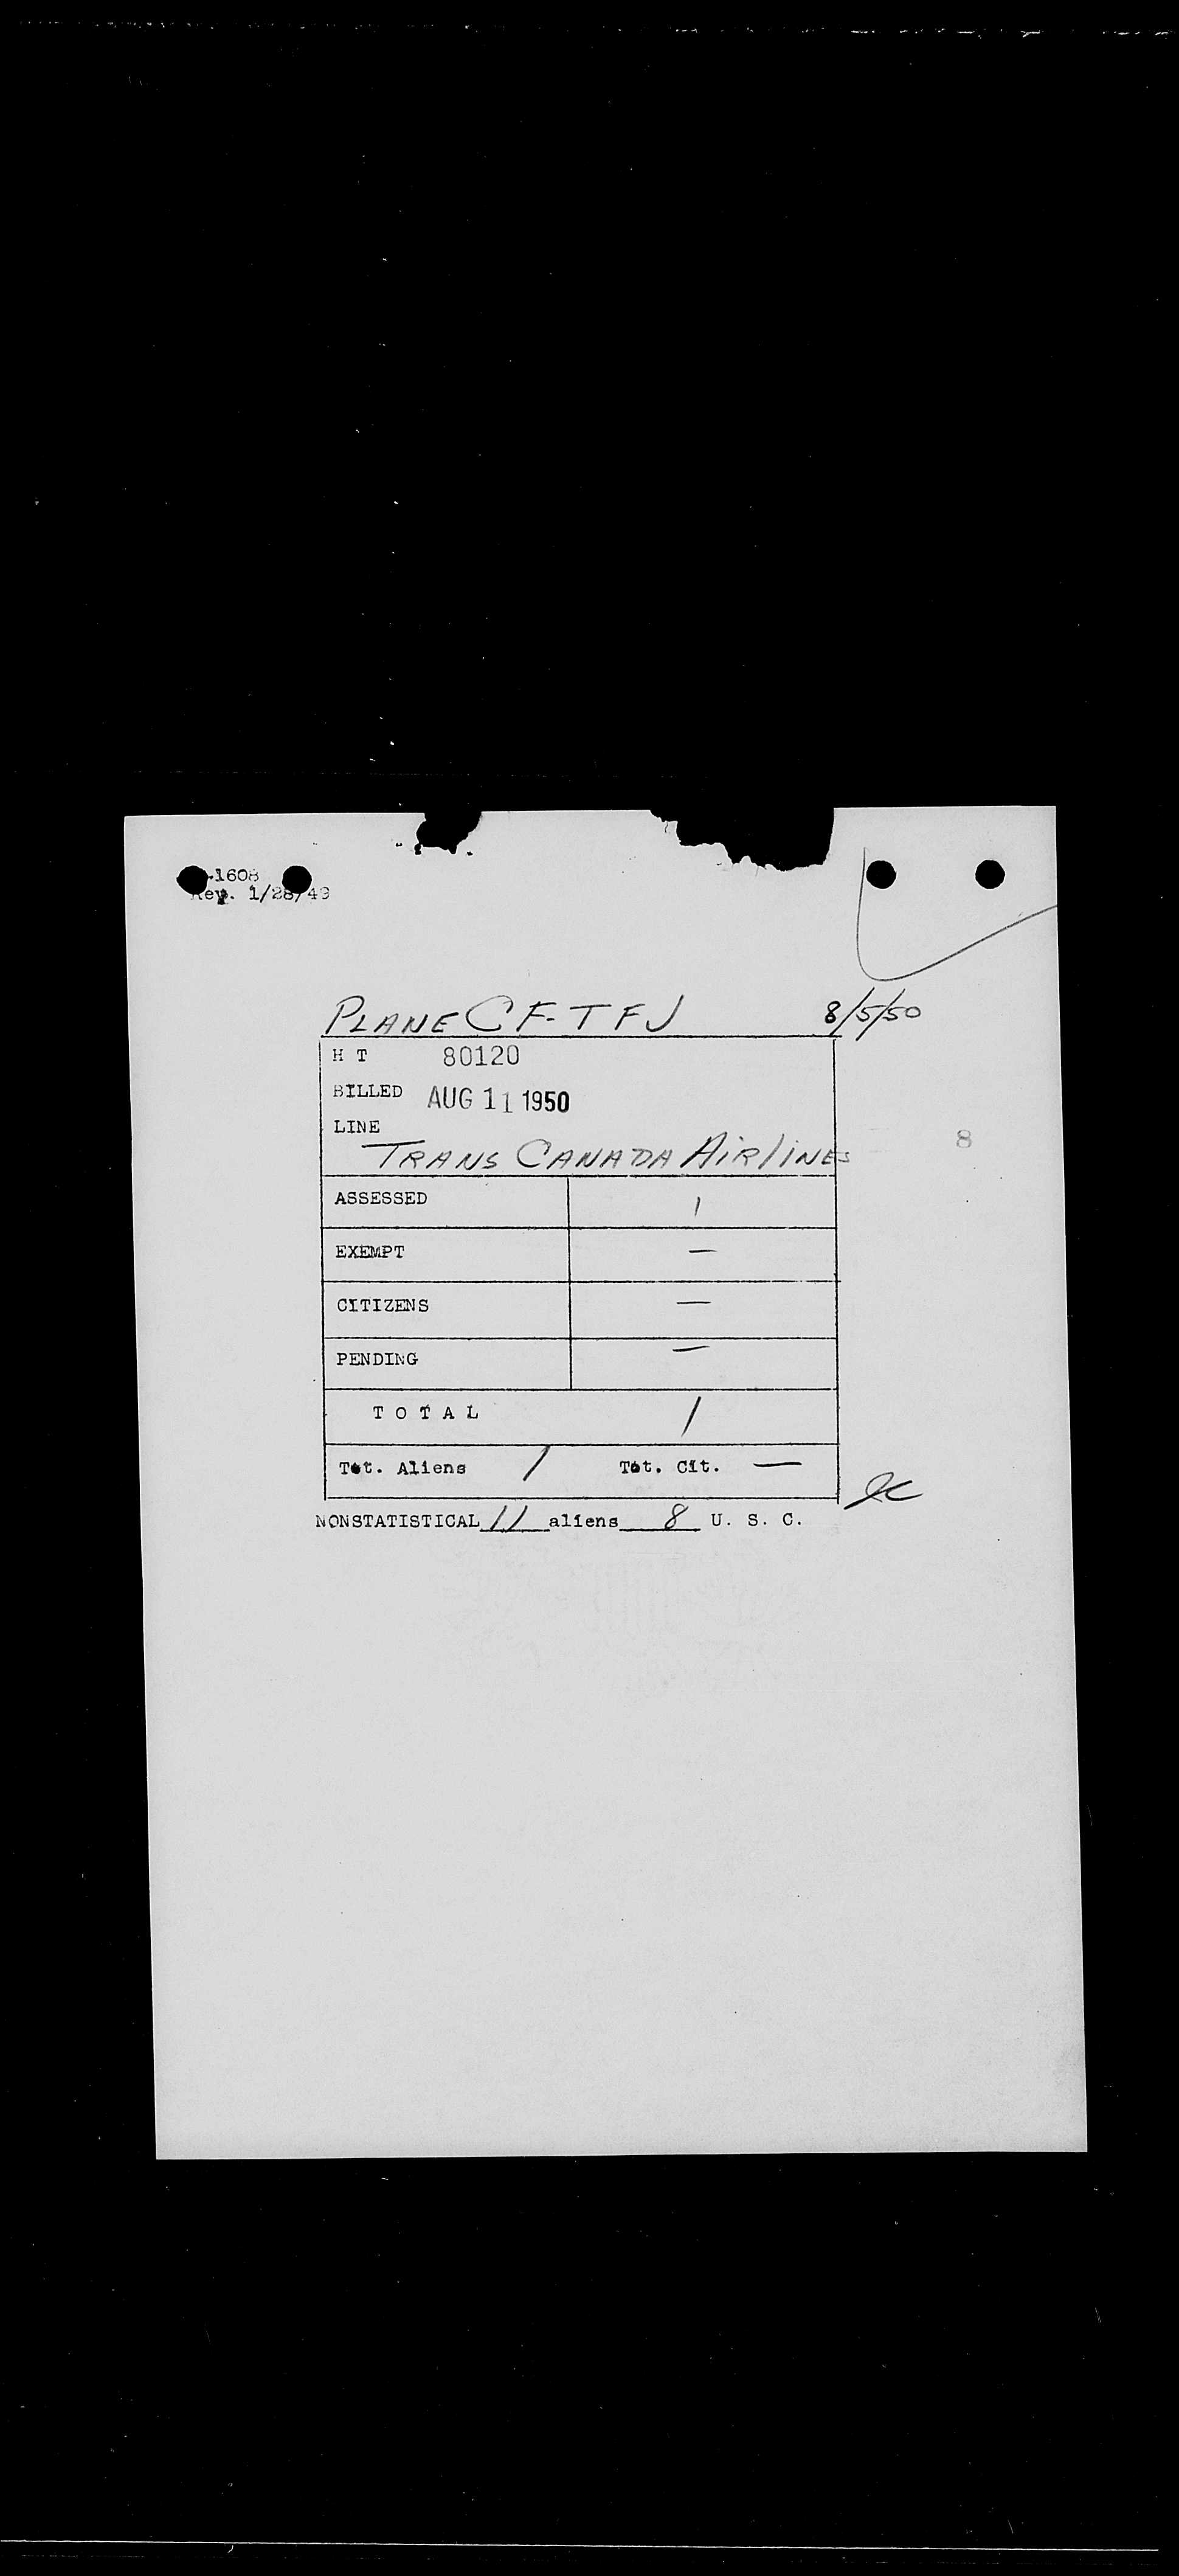 -1608
Rev. 1/28/49
PLANE CF-TFJ 8/5/50
H T 80120
BILLED AUG 11 1950
LINE
TRANS CANADA AIRLINES
8
ASSESSED 1
EXEMPT —
CITIZENS —
PENDING —
T O T A L 1
Tot. Aliens 1 Tot. Cit. —
NONSTATISTICAL 11 aliens 8 U. S. C.